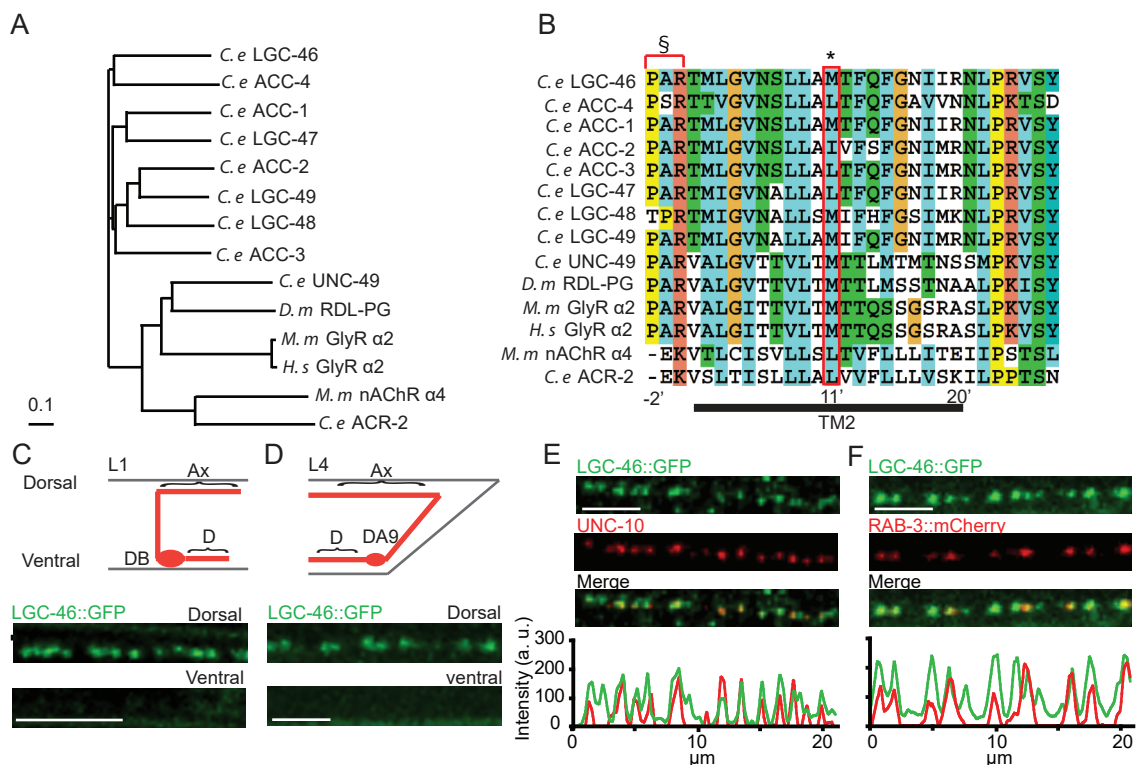 A
C.e LGC-46
C.e ACC-4
C.e ACC-1
C.e LGC-47
C.e ACC-2
C.e LGC-49
C.e LGC-48
C.e ACC-3
C.e UNC-49
D.m RDL-PG
M.m GlyR α2
H.s GlyR α2
M.m nAChR α4
C.e ACR-2
0.1
B
§ *
C.e LGC-46 PARTMLGVNSLLAMTFQFGNIIRNLPRVSY
C.e ACC-4 PSRTTVGVNSLLALTFQFGAVVNNLPKTSD
C.e ACC-1 PARTMLGVNSLLAMTFQFGNIIRNLPRVSY
C.e ACC-2 PARTMLGVNSLLAIVFSFGNIMRNLPRVSY
C.e ACC-3 PARTMLGVNSLLALTFQFGNIMRNLPRVSY
C.e LGC-47 PARTMIGVNALLALTFQFGNIIRNLPRVSY
C.e LGC-48 TPRTMIGVNALLSMIFHFGSIMKNLPRVSY
C.e LGC-49 PARTMLGVNALLAMIFQFGNIIRNLPRVSY
C.e UNC-49 PARVALGVTTVLTMTTLMTMTNSSMPKVSY
D.m RDL-PG PARVALGVTTVLTMTTLMSSTNAALPKISY
M.m GlyR α2 PARVALGITTVLTMTTQSSGSRASLPKVSY
H.s GlyR α2 PARVALGITTVLTMTTQSSGSRASLPKVSY
M.m nAChR α4 -EKVTLCISVLLSLTVFLLLITEIIPSTSL
C.e ACR-2 -EKVSLTISLLLALVVFLLLVSKILPPTSN
-2’ 11’ 20’
TM2
C
L1
Ax
Dorsal
D
Ventral
DB
LGC-46::GFP
Dorsal
Ventral
D
L4
Ax
D
DA9
LGC-46::GFP
Dorsal
ventral
E
LGC-46::GFP
UNC-10
Merge
Intensity (a. u.)
300
200
100
0
0 10 20
µm
F
LGC-46::GFP
RAB-3::mCherry
Merge
0 10 20
µm